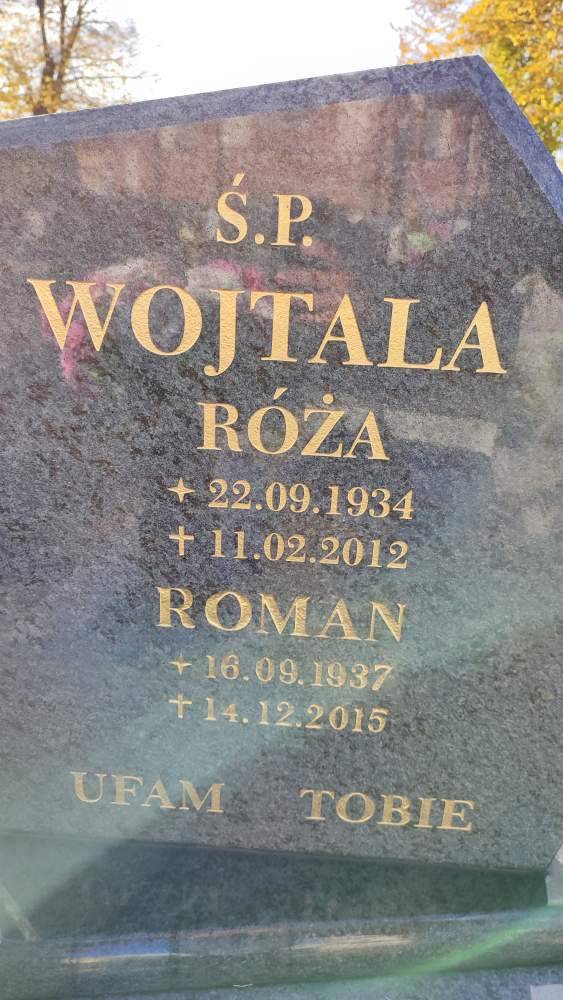 Ś.P.
WOJTALA
RÓŻA
✦ 22.09.1934
✝ 11.02.2012
ROMAN
✦ 16.09.1937
✝ 14.12.2015
UFAM TOBIE